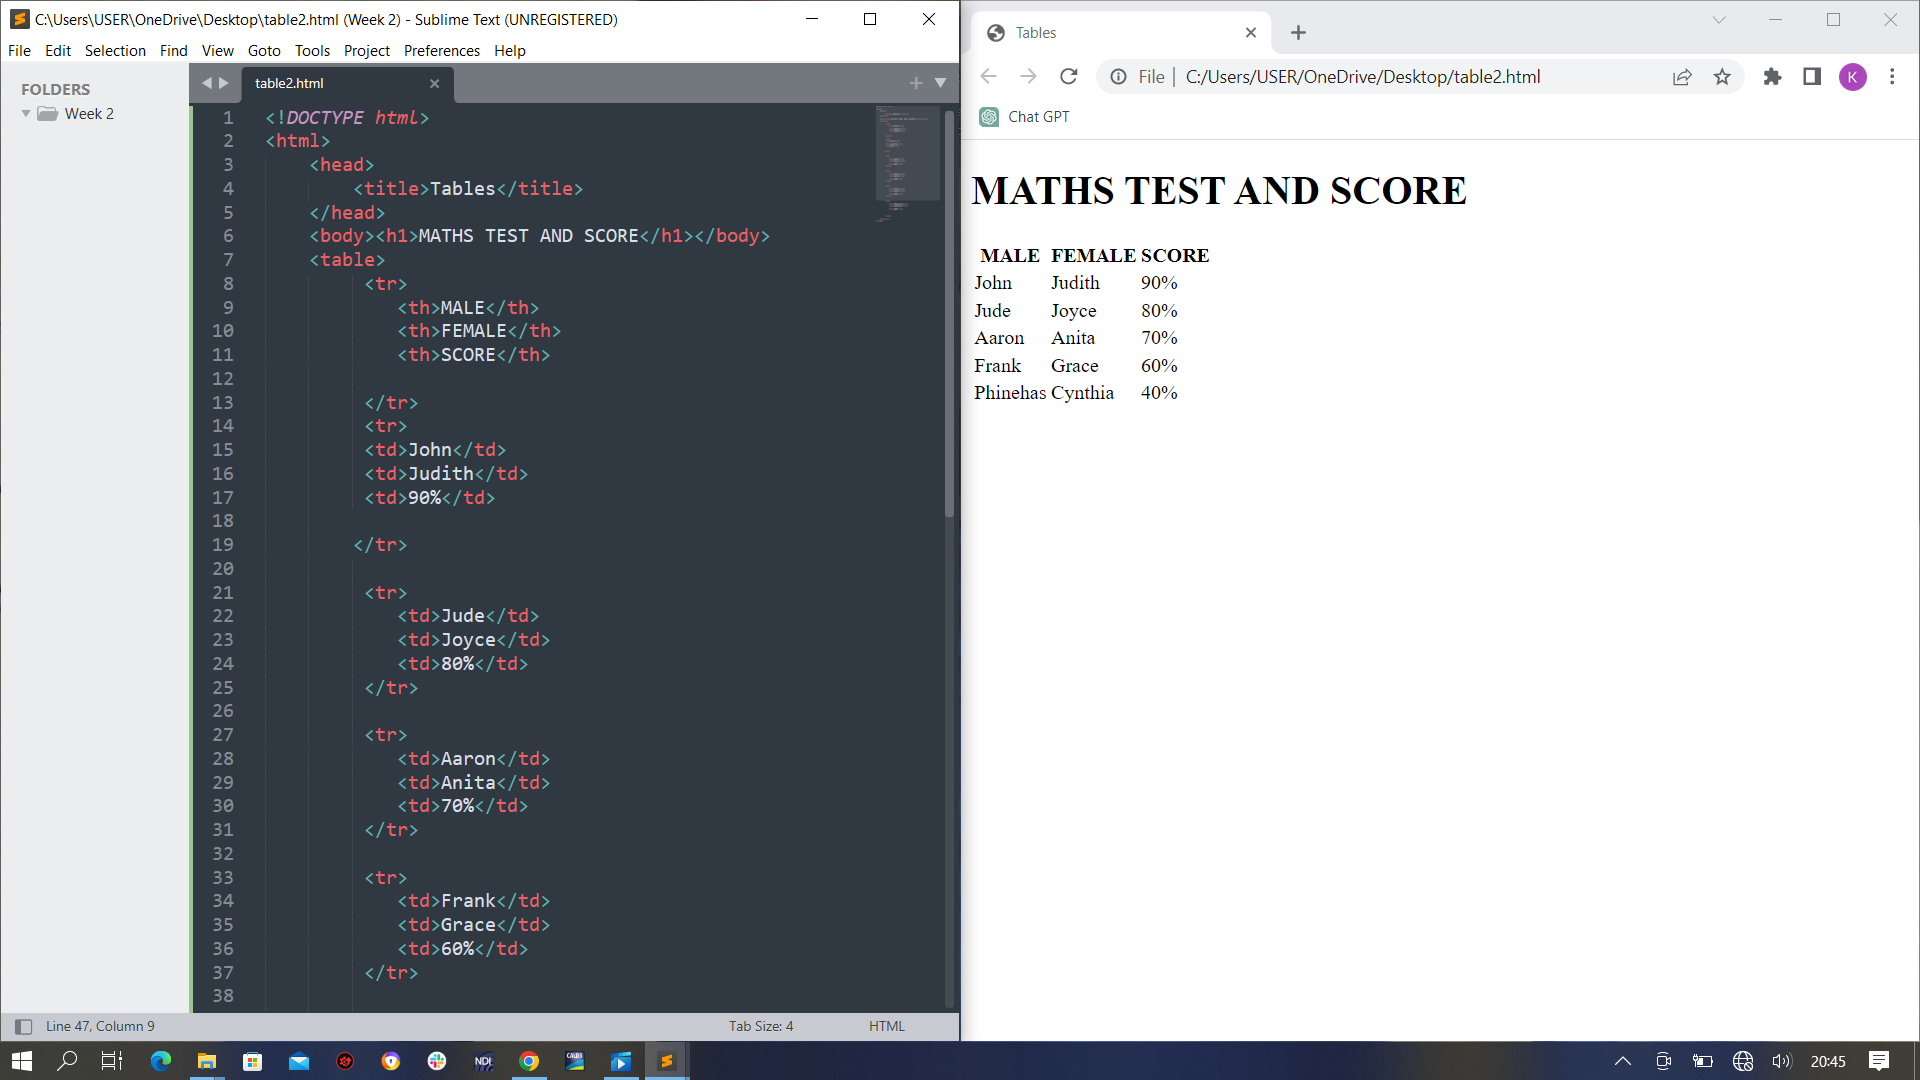 C:\Users\USER\OneDrive\Desktop\table2.html (Week 2) - Sublime Text (UNREGISTERED)
File Edit Selection Find View Goto Tools Project Preferences Help
FOLDERS
Week 2
table2.html
1 <!DOCTYPE html>
2 <html>
3 <head>
4 <title>Tables</title>
5 </head>
6 <body><h1>MATHS TEST AND SCORE</h1></body>
7 <table>
8 <tr>
9 <th>MALE</th>
10 <th>FEMALE</th>
11 <th>SCORE</th>
12
13 </tr>
14 <tr>
15 <td>John</td>
16 <td>Judith</td>
17 <td>90%</td>
18
19 </tr>
20
21 <tr>
22 <td>Jude</td>
23 <td>Joyce</td>
24 <td>80%</td>
25 </tr>
26
27 <tr>
28 <td>Aaron</td>
29 <td>Anita</td>
30 <td>70%</td>
31 </tr>
32
33 <tr>
34 <td>Frank</td>
35 <td>Grace</td>
36 <td>60%</td>
37 </tr>
38
Line 47, Column 9 Tab Size: 4 HTML
Tables
File | C:/Users/USER/OneDrive/Desktop/table2.html
K
Chat GPT
MATHS TEST AND SCORE
MALE FEMALE SCORE
John Judith 90%
Jude Joyce 80%
Aaron Anita 70%
Frank Grace 60%
Phinehas Cynthia 40%
NDI
20:45